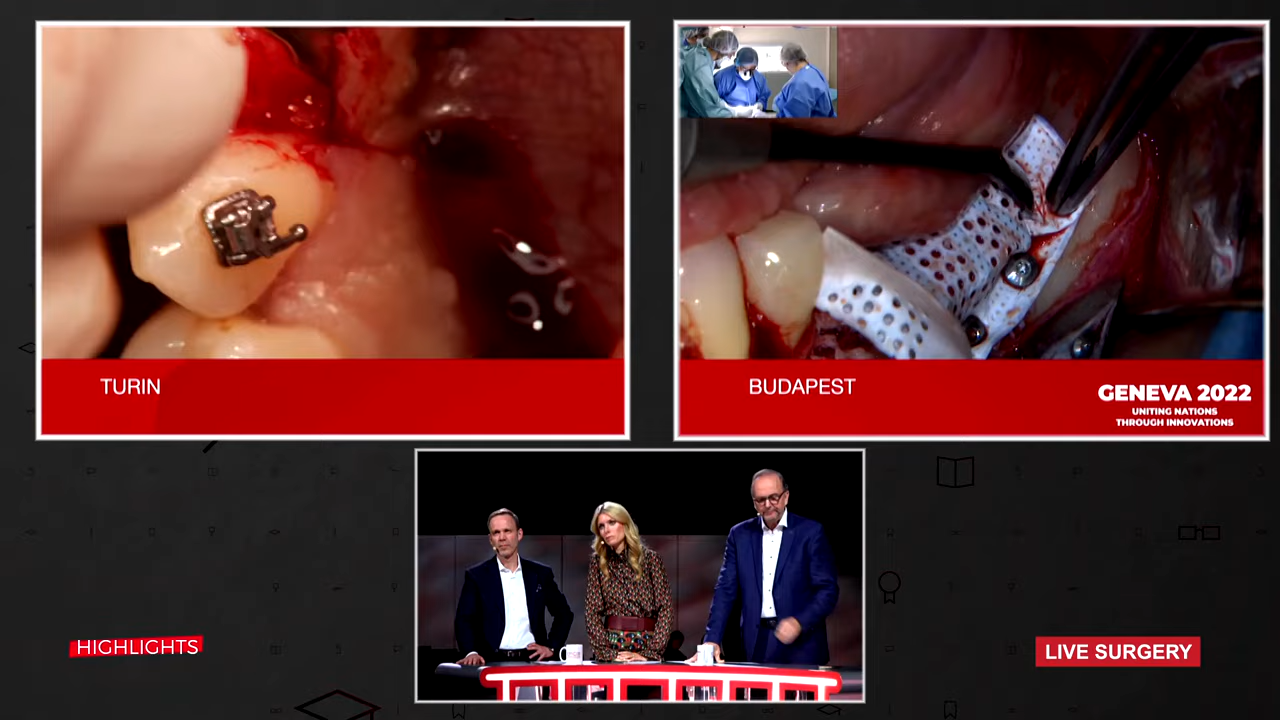 TURIN
BUDAPEST
GENEVA 2022
UNITING NATIONS
THROUGH INNOVATIONS
HIGHLIGHTS
LIVE SURGERY